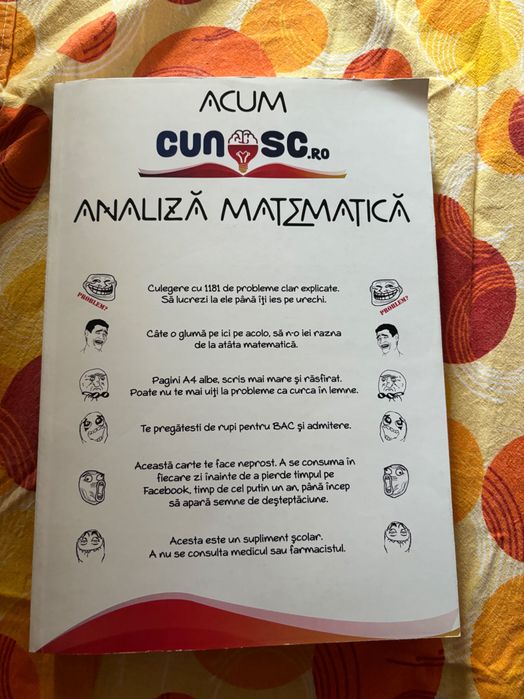 ACUM
CUNOSC.RO
ANALIZĂ MATEMATICĂ
Culegere cu 1181 de probleme clar explicate.
Să lucrezi la ele până îți ies pe urechi.
PROBLEM?
PROBLEM?
Câte o glumă pe ici pe acolo, să n-o iei razna
de la atâta matematică.
Pagini A4 albe, scris mai mare și răsfirat.
Poate nu te mai uiți la probleme ca curca în lemne.
Te pregătesti de rupi pentru BAC și admitere.
Această carte te face neprost. A se consuma în
fiecare zi înainte de a pierde timpul pe
Facebook, timp de cel putin un an, până încep
să apară semne de deșteptăciune.
Acesta este un supliment școlar.
A nu se consulta medicul sau farmacistul.